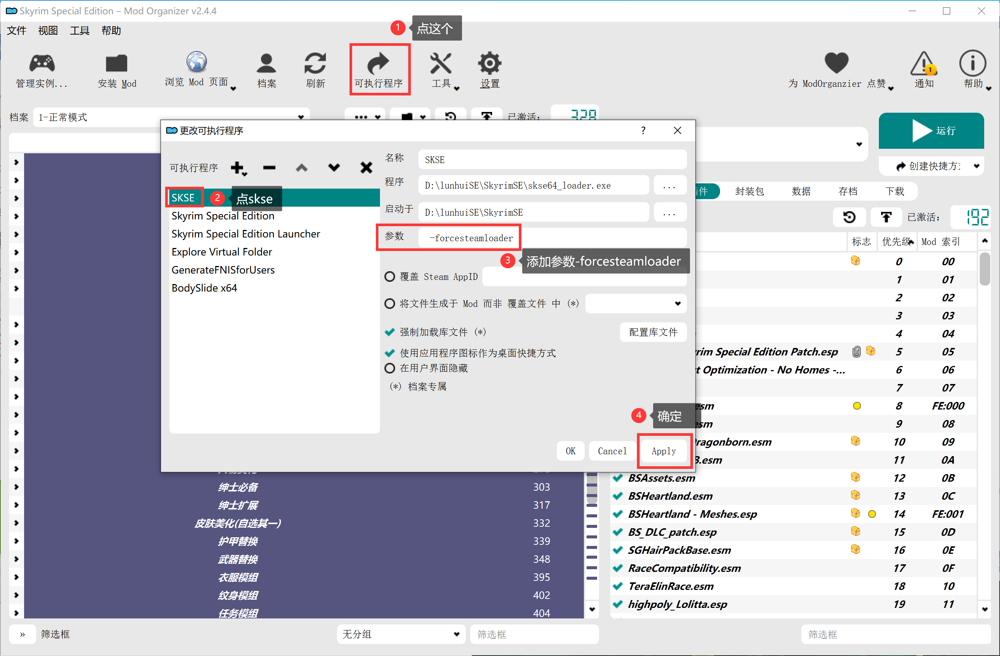 Skyrim Special Edition – Mod Organizer v2.4.4
文件 视图 工具 帮助
1 点这个
管理实例... 安装 Mod 浏览 Mod 页面 档案 刷新 可执行程序 工具 设置 为 ModOrganzier 点赞 1 通知 帮助
档案 1-正常模式 ... 已激活: 328
运行
创建快捷方
更改可执行程序 ?
可执行程序
SKSE
2 点skse
Skyrim Special Edition
Skyrim Special Edition Launcher
Explore Virtual Folder
GenerateFNISforUsers
BodySlide x64
名称 SKSE
程序 D:\lunhuiSE\SkyrimSE\skse64_loader.exe ...
启动于 D:\lunhuiSE\SkyrimSE ...
参数 -forcesteamloader
3 添加参数-forcesteamloader
覆盖 Steam AppID
将文件生成于 Mod 而非 覆盖文件 中 (*)
强制加载库文件 (*) 配置库文件
使用应用程序图标作为桌面快捷方式
在用户界面隐藏
(*) 档案专属
4 确定
OK Cancel Apply
件 封装包 数据 存档 下载
已激活: 192
标志 优先级 Mod 索引
0 00
1 01
2 02
3 03
4 04
rim Special Edition Patch.esp 5 05
t Optimization - No Homes -... 6 06
7 07
esm 8 FE:000
esm 9 08
ragonborn.esm 10 09
B.esm 11 0A
BSAssets.esm 12 0B
BSHeartland.esm 13 0C
BSHeartland - Meshes.esp 14 FE:001
BS_DLC_patch.esp 15 0D
SGHairPackBase.esm 16 0E
RaceCompatibility.esm 17 0F
TeraElinRace.esm 18 10
highpoly_Lolitta.esp 19 11
绅士必备 303
绅士扩展 317
皮肤美化(自选其一) 332
护甲替换 339
武器替换 348
衣服模组 395
纹身模组 402
任务模组 404
» 筛选框 无分组 筛选框 筛选框